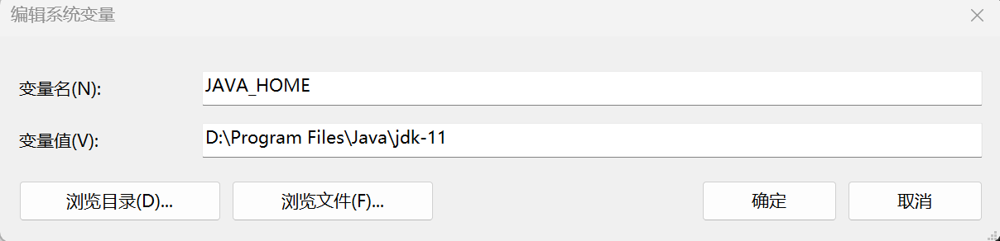 编辑系统变量
变量名(N): JAVA_HOME
变量值(V): D:\Program Files\Java\jdk-11
浏览目录(D)... 浏览文件(F)... 确定 取消